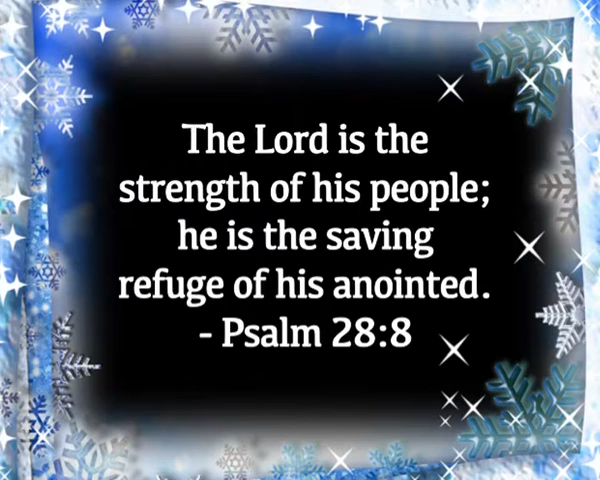 The Lord is the
strength of his people;
he is the saving
refuge of his anointed.
- Psalm 28:8